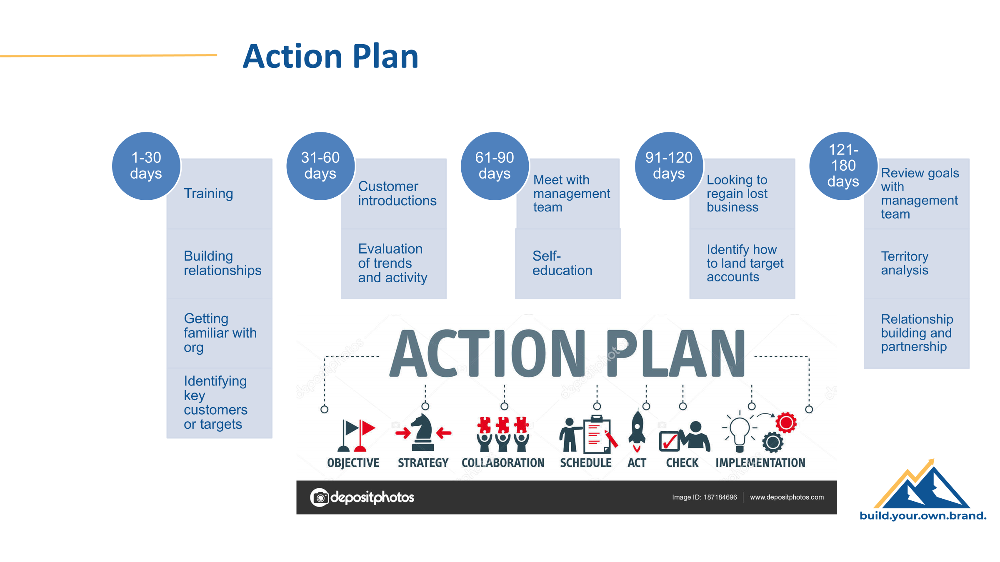 Action Plan
1-30
days
Training
Building
relationships
Getting
familiar with
org
Identifying
key
customers
or targets
31-60
days
Customer
introductions
Evaluation
of trends
and activity
61-90
days
Meet with
management
team
Self-
education
91-120
days
Looking to
regain lost
business
Identify how
to land target
accounts
121-
180
days
Review goals
with
management
team
Territory
analysis
Relationship
building and
partnership
ACTION PLAN
OBJECTIVE STRATEGY COLLABORATION SCHEDULE ACT CHECK IMPLEMENTATION
depositphotos
depositphotos
depositphotos Image ID: 187184696 www.depositphotos.com
build.your.own.brand.